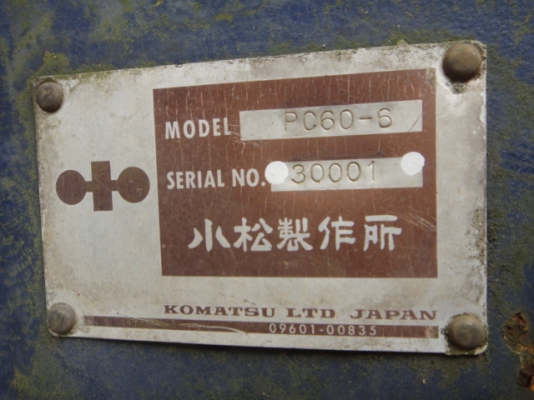 MODEL PC60-6
SERIAL NO. 30001
小松製作所
KOMATSU LTD JAPAN
09601-00835